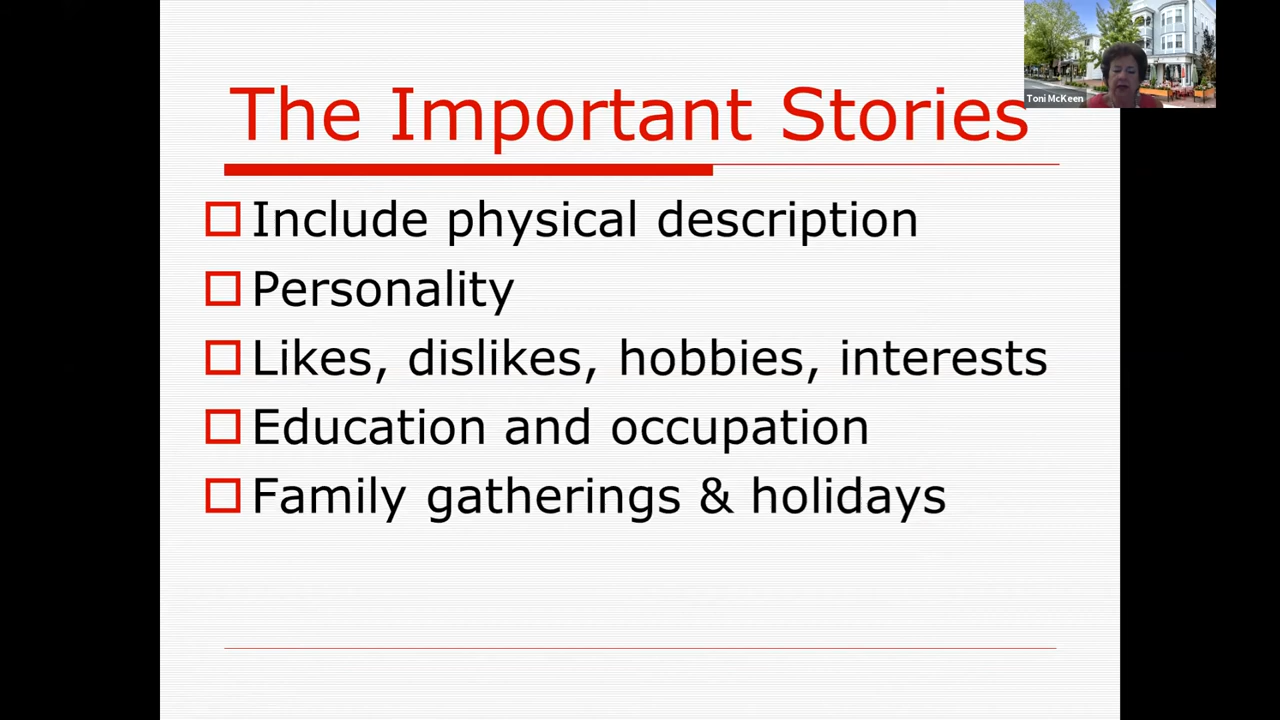 The Important Stories
Toni McKeen
Include physical description
Personality
Likes, dislikes, hobbies, interests
Education and occupation
Family gatherings & holidays